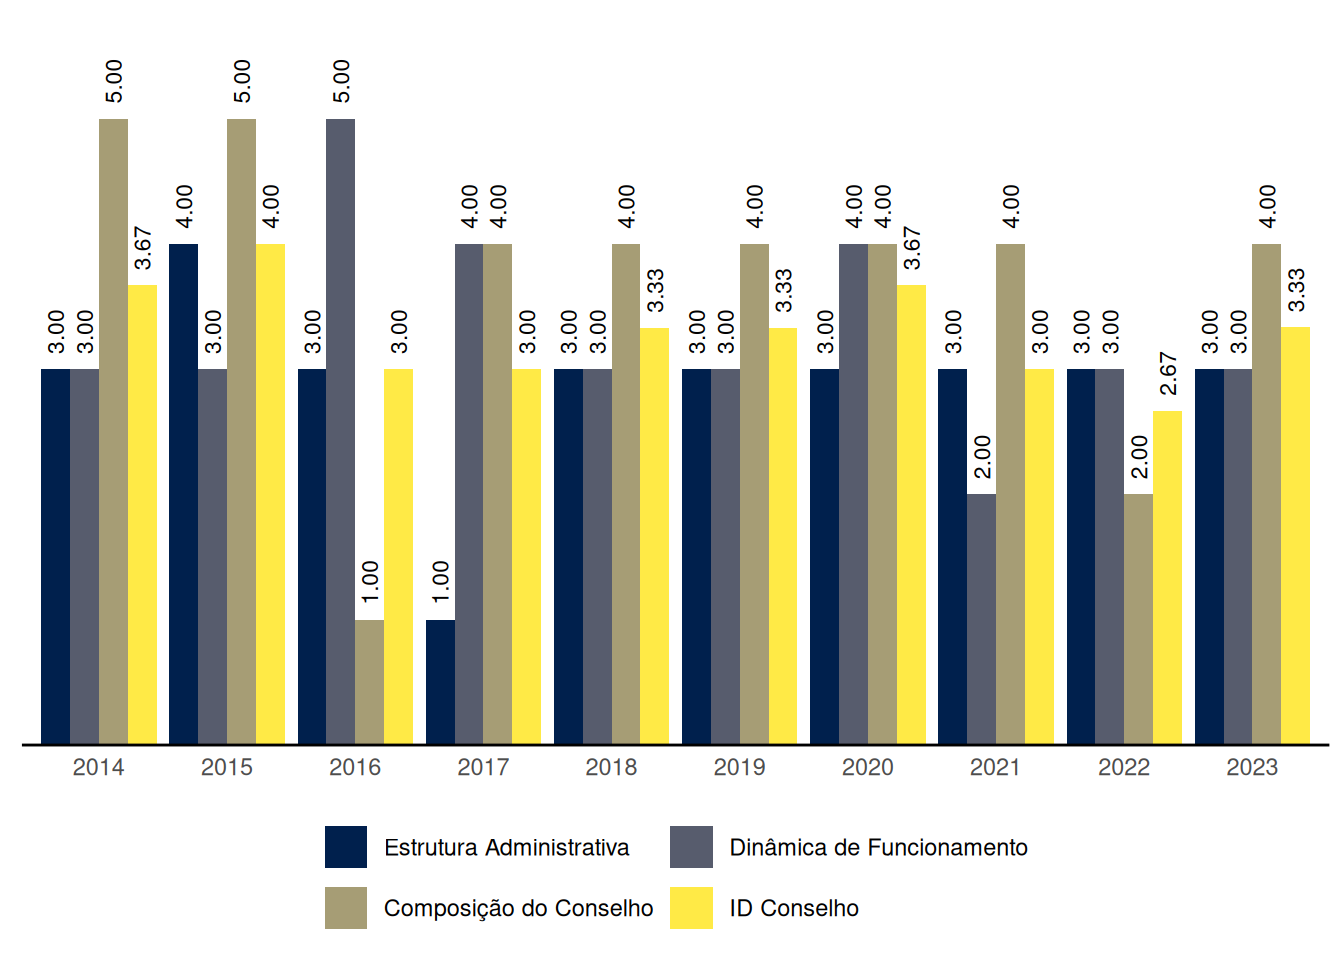 5.00 5.00 5.00
4.00 4.00 4.00 4.00 4.00 4.00 4.00 4.00 4.00 4.00
3.67 3.67
3.33 3.33 3.33
3.00 3.00 3.00 3.00 3.00 3.00 3.00 3.00 3.00 3.00 3.00 3.00 3.00 3.00 3.00 3.00 3.00
2.67
2.00 2.00
1.00 1.00
2014 2015 2016 2017 2018 2019 2020 2021 2022 2023
Estrutura Administrativa Dinâmica de Funcionamento
Composição do Conselho ID Conselho